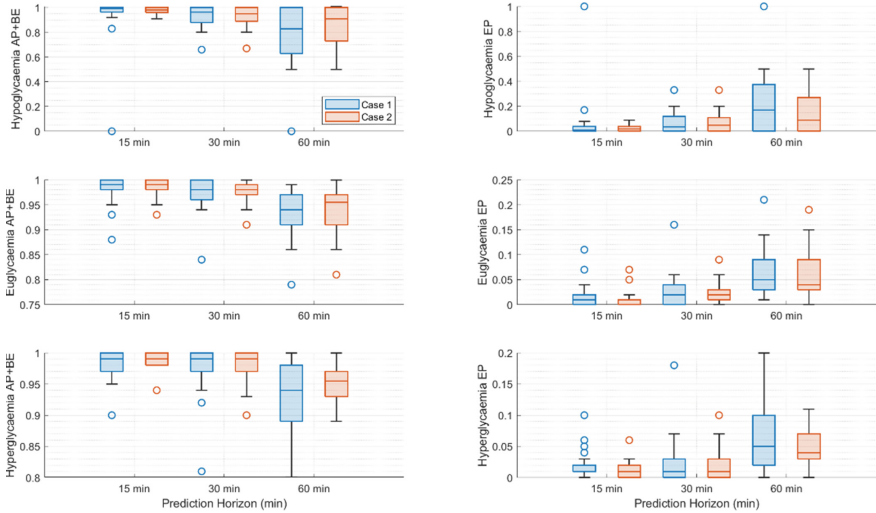 Hypoglycaemia AP+BE
1
0.8
0.6
0.4
0.2
0
15 min
30 min
60 min
Case 1
Case 2
Hypoglycaemia EP
1
0.8
0.6
0.4
0.2
0
15 min
30 min
60 min
Euglycaemia AP+BE
1
0.95
0.9
0.85
0.8
0.75
15 min
30 min
60 min
Euglycaemia EP
0.25
0.2
0.15
0.1
0.05
0
15 min
30 min
60 min
Hyperglycaemia AP+BE
1
0.95
0.9
0.85
0.8
15 min
30 min
60 min
Prediction Horizon (min)
Hyperglycaemia EP
0.2
0.15
0.1
0.05
0
15 min
30 min
60 min
Prediction Horizon (min)